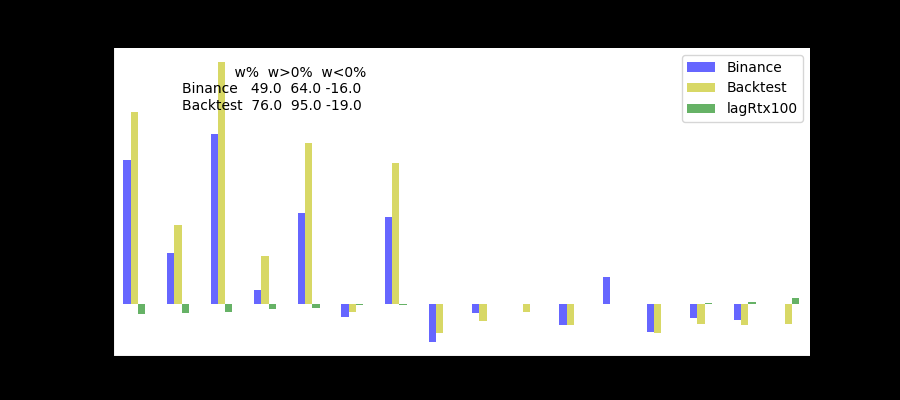 w% w>0% w<0%
Binance 49.0 64.0 -16.0
Backtest 76.0 95.0 -19.0
Binance
Backtest
lagRtx100